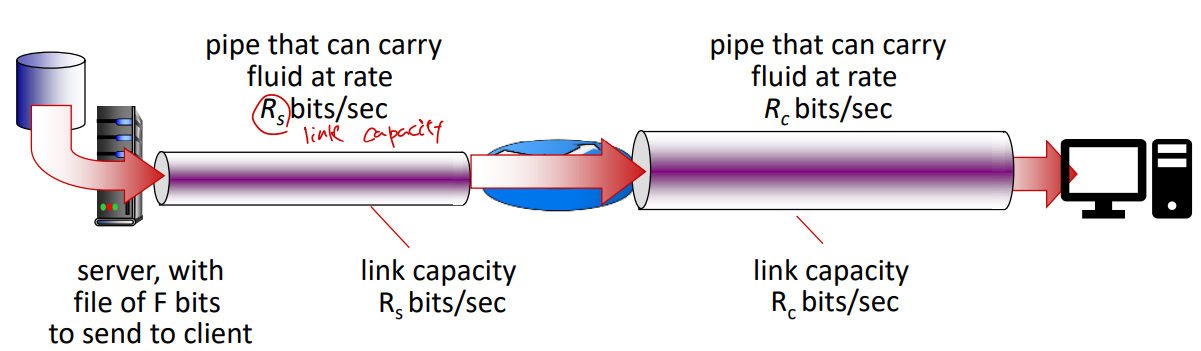 pipe that can carry
fluid at rate
Rs bits/sec
link capacity
pipe that can carry
fluid at rate
Rc bits/sec
server, with
file of F bits
to send to client
link capacity
Rs bits/sec
link capacity
Rc bits/sec